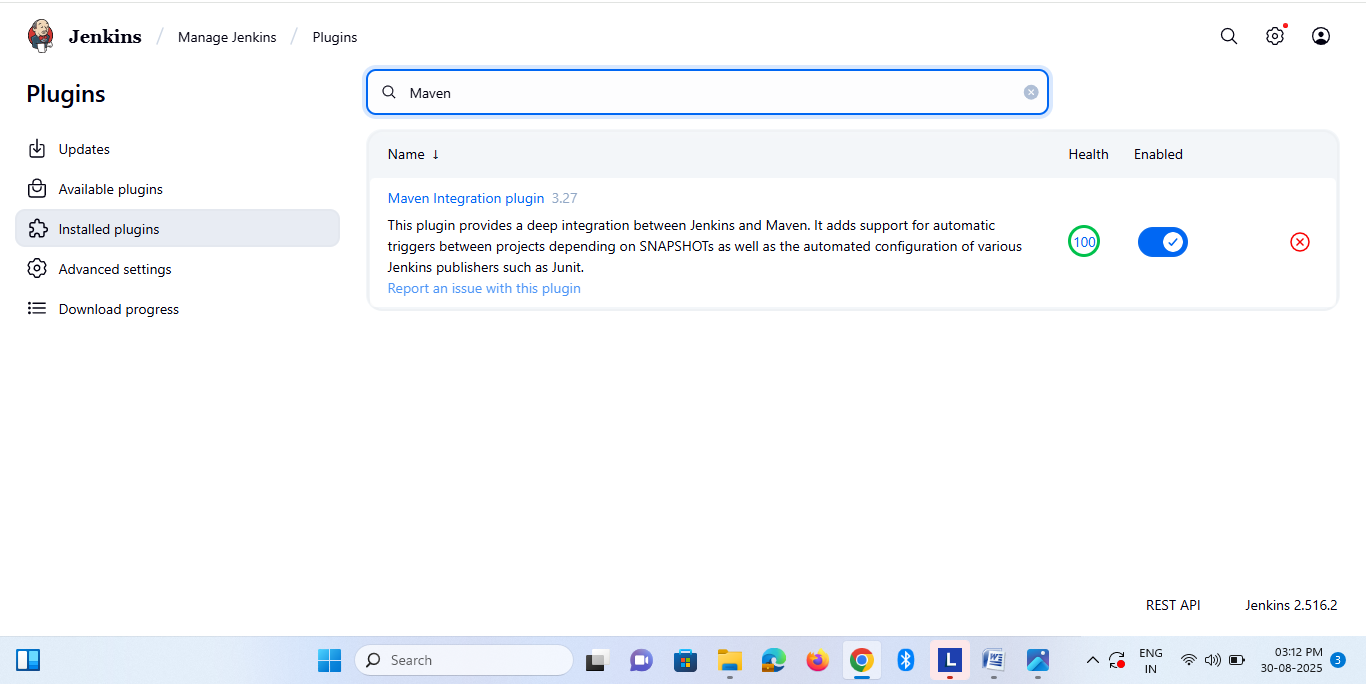 Jenkins / Manage Jenkins / Plugins
Plugins
Maven
Updates
Available plugins
Installed plugins
Advanced settings
Download progress
Name ↓ Health Enabled
Maven Integration plugin 3.27
This plugin provides a deep integration between Jenkins and Maven. It adds support for automatic
triggers between projects depending on SNAPSHOTs as well as the automated configuration of various
Jenkins publishers such as Junit.
Report an issue with this plugin
100
REST API Jenkins 2.516.2
Search
L
W
ENG
IN
03:12 PM
30-08-2025
3